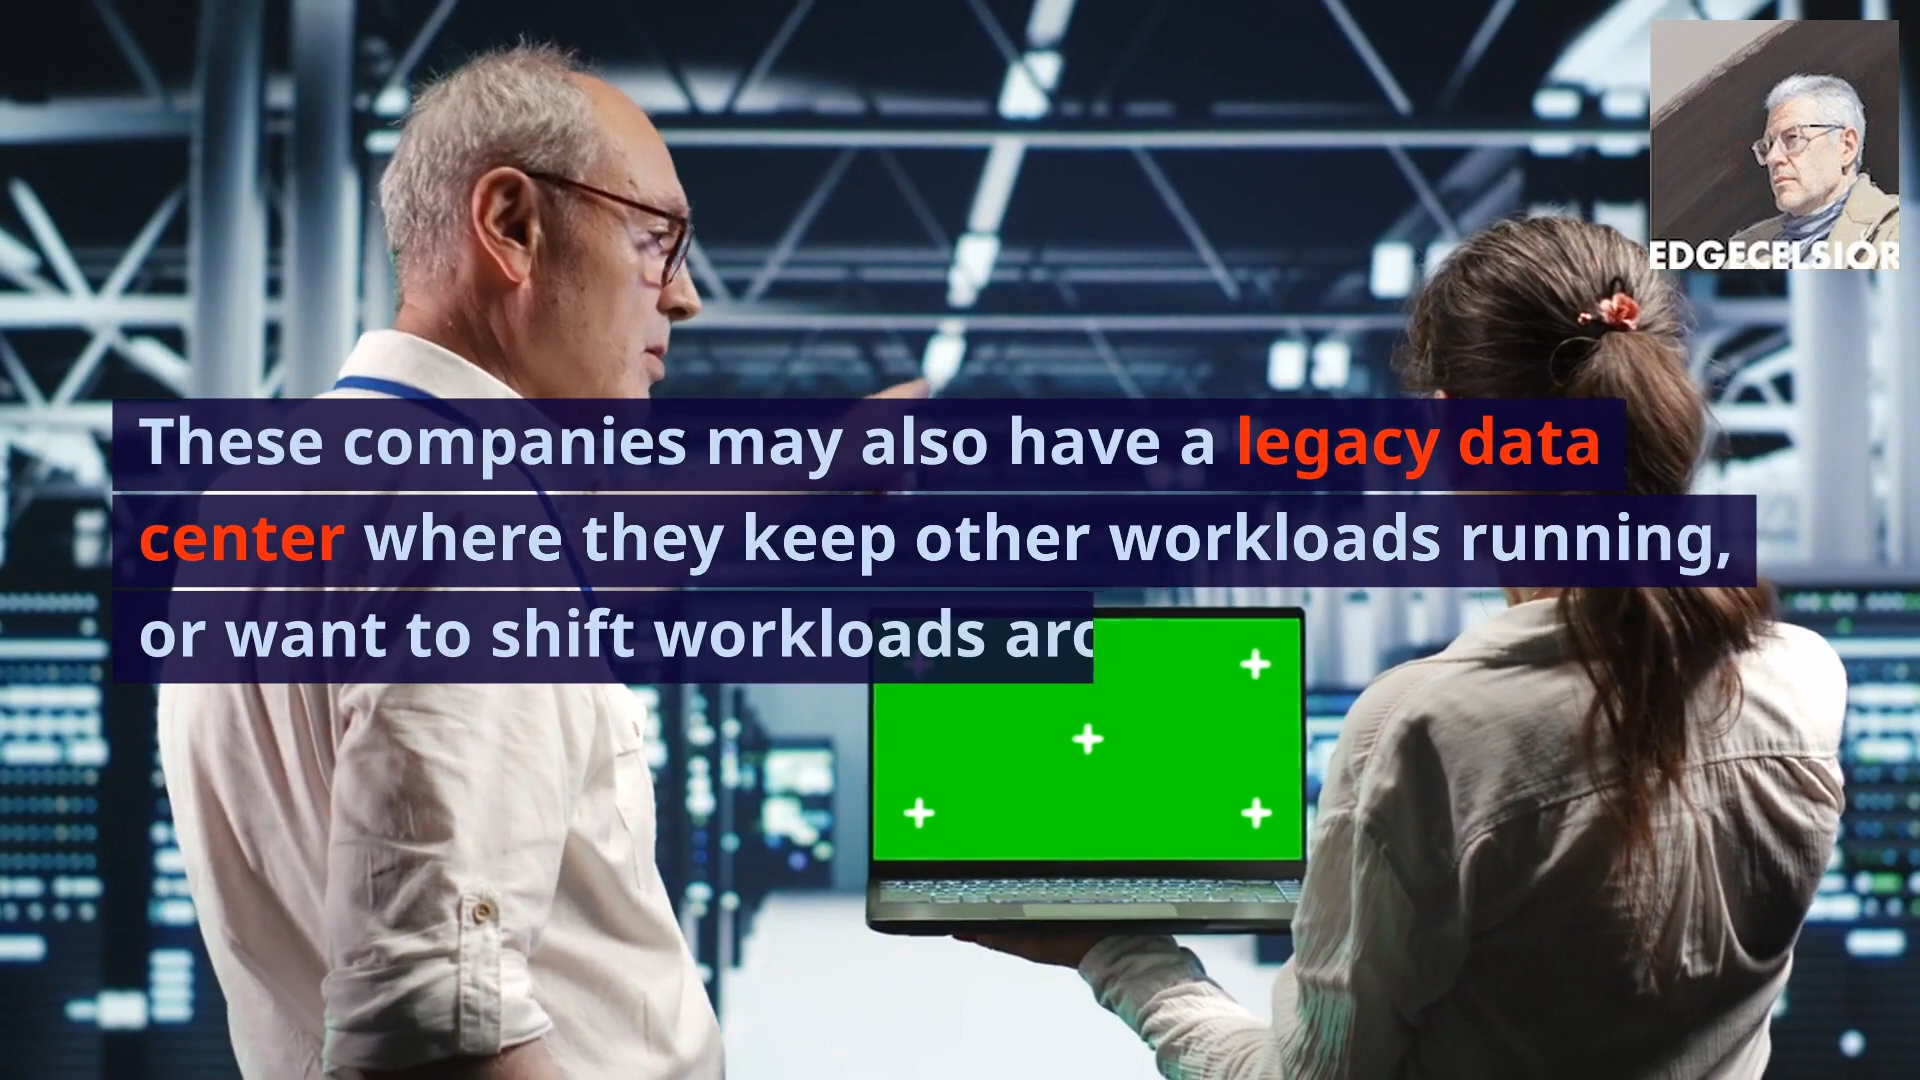 EDGECELSIOR
These companies may also have a legacy data
center where they keep other workloads running,
or want to shift workloads